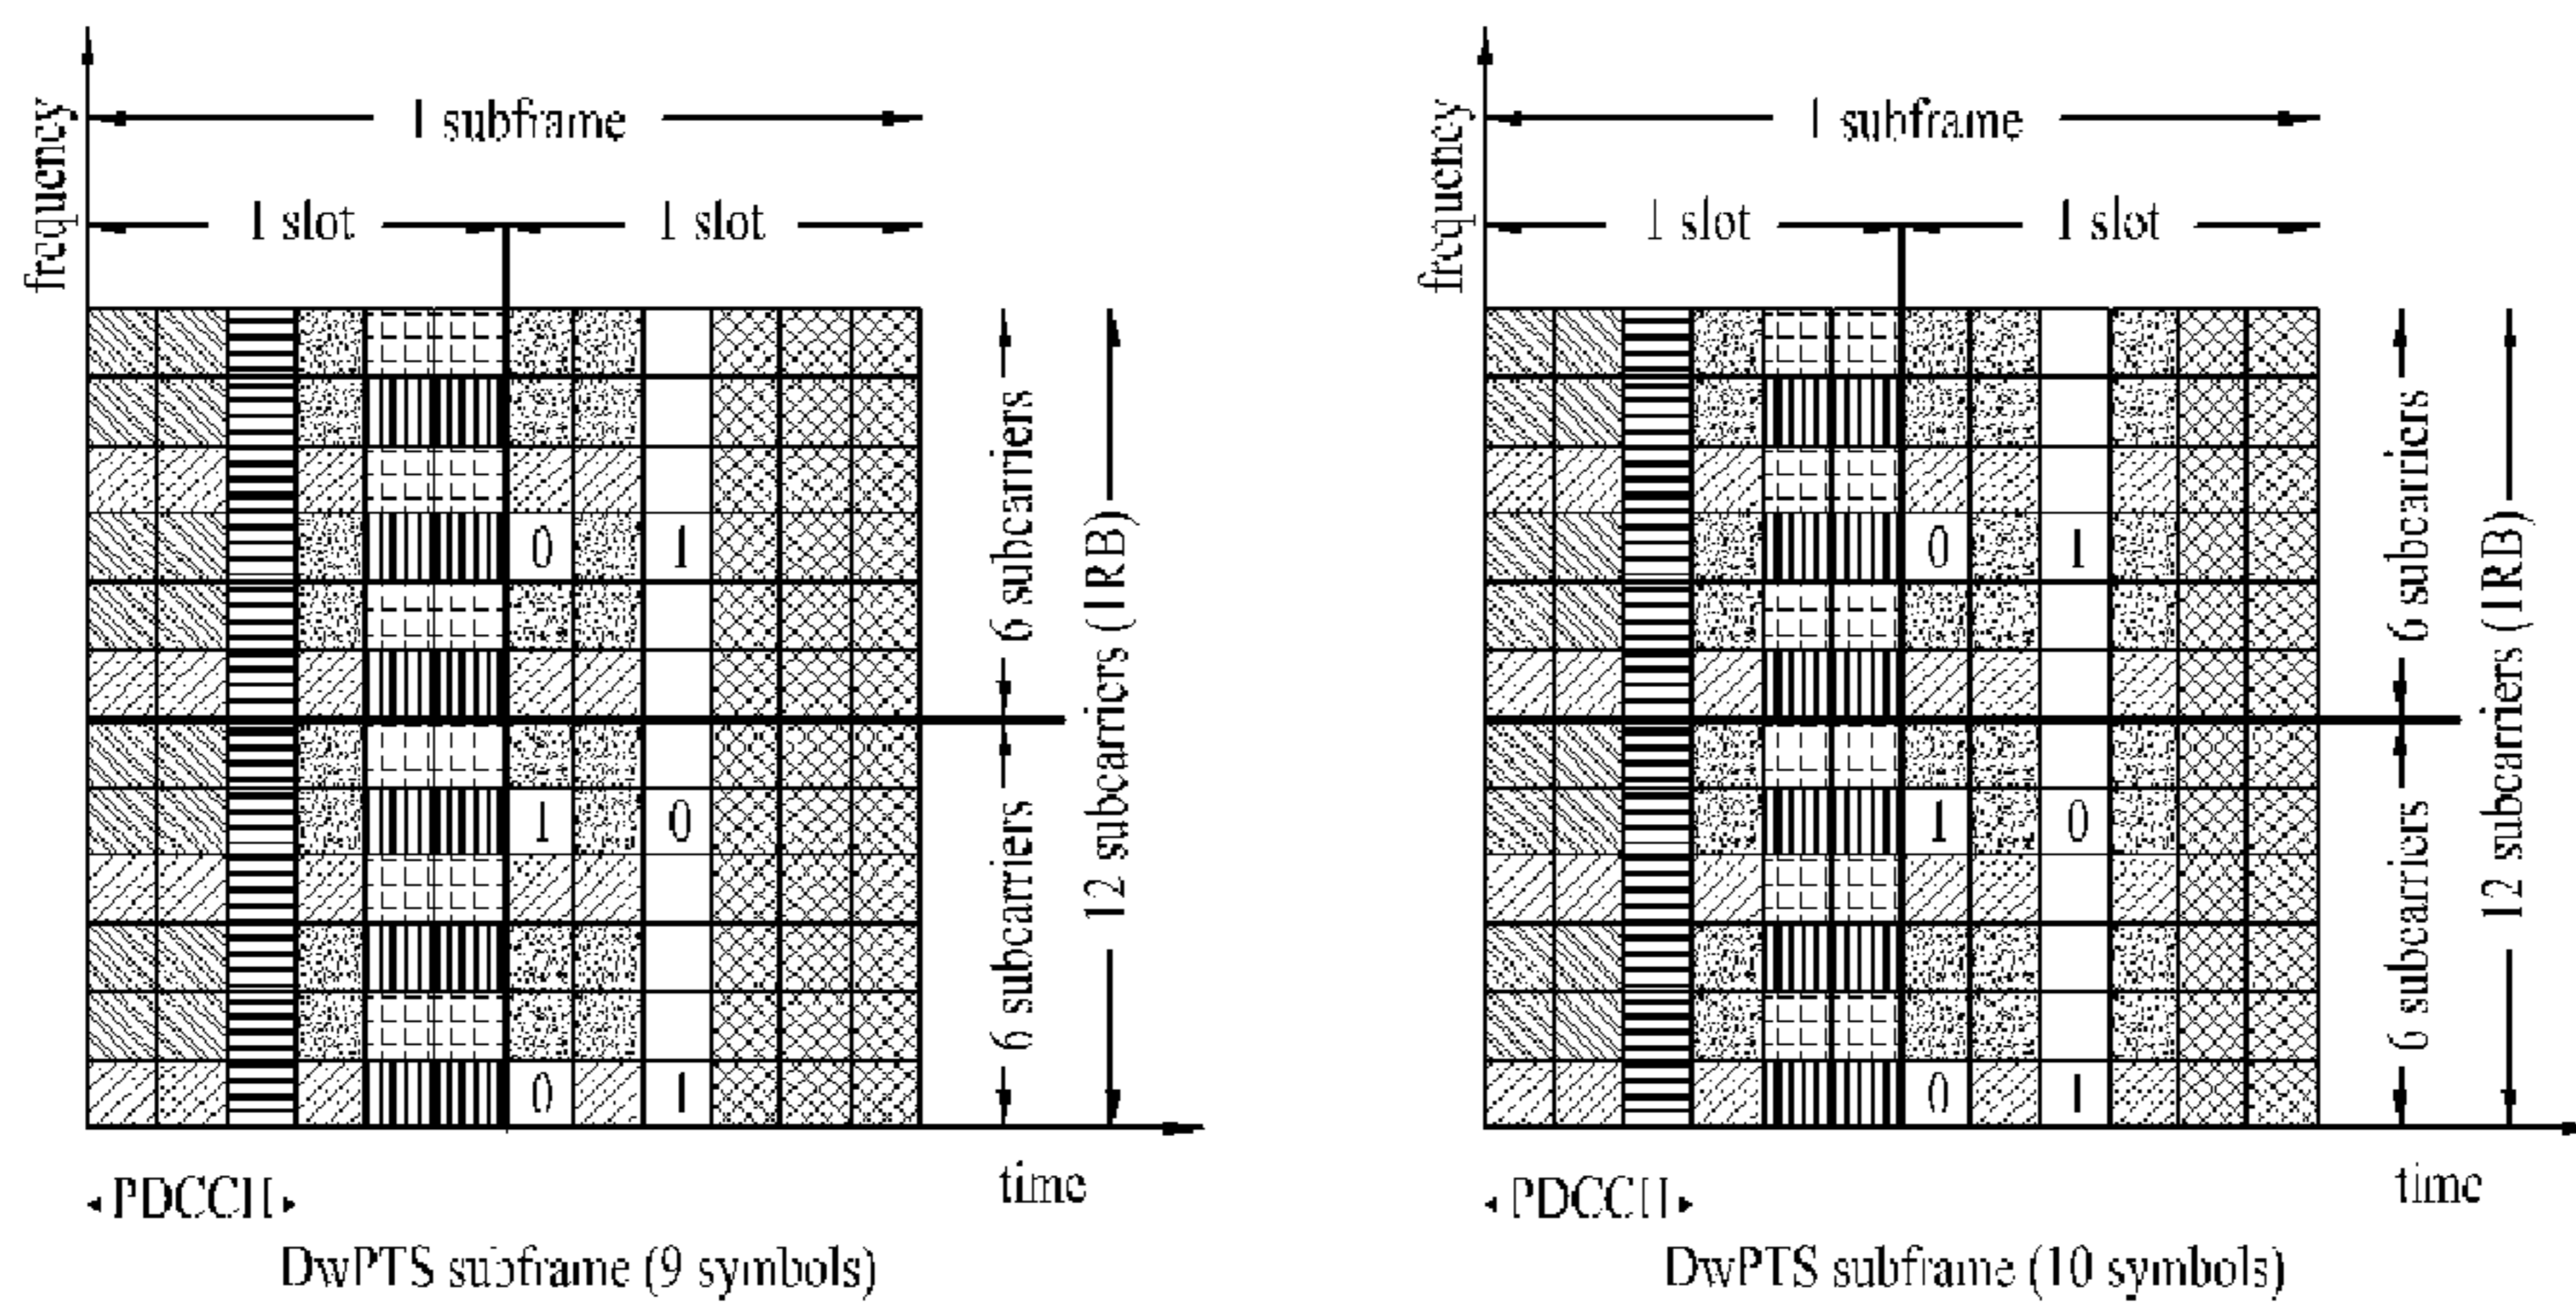 frequency
1 subframe
1 slot 1 slot
0 1
1 0
0 1
6 subcarriers
6 subcarriers
12 subcarriers (1RB)
time
PDCCH
DwPTS subframe (9 symbols)
frequency
1 subframe
1 slot 1 slot
0 1
1 0
0 1
6 subcarriers
6 subcarriers
12 subcarriers (1RB)
time
PDCCH
DwPTS subframe (10 symbols)